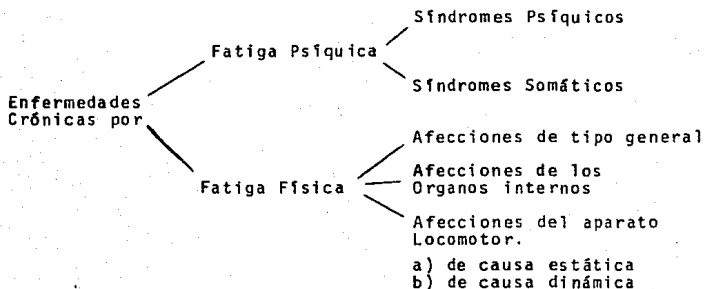 Enfermedades
Crónicas por
Fatiga Psíquica
Síndromes Psíquicos
Síndromes Somáticos
Fatiga Física
Afecciones de tipo general
Afecciones de los
Organos internos
Afecciones del aparato
Locomotor.
a) de causa estática
b) de causa dinámica